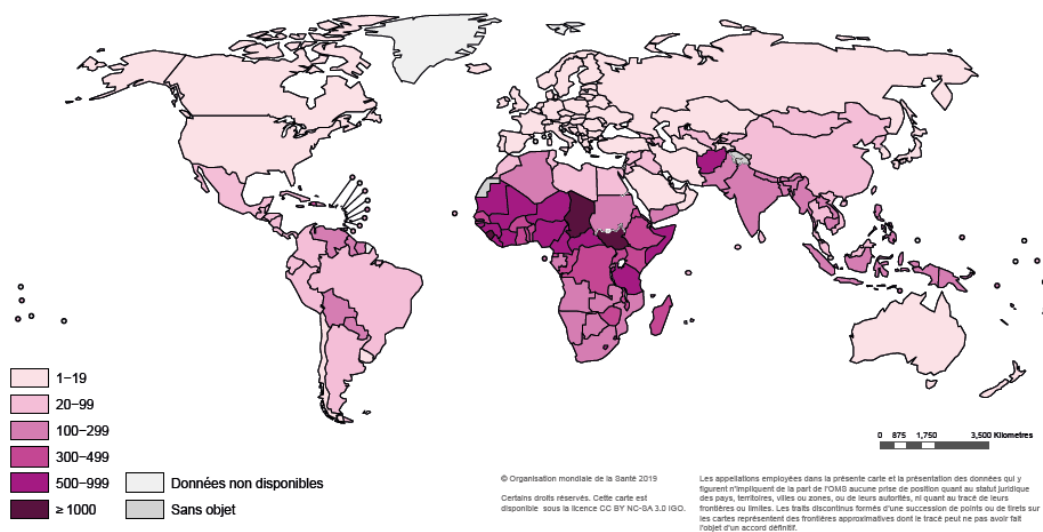 1−19
20−99
100−299
300−499
500−999
≥ 1000
Données non disponibles
Sans objet
0 875 1,750 3,500 Kilometres
© Organisation mondiale de la Santé 2019
Certains droits réservés. Cette carte est
disponible sous la licence CC BY NC-SA 3.0 IGO.
Les appellations employées dans la présente carte et la présentation des données qui y
figurent n'impliquent de la part de l'OMS aucune prise de position quant au statut juridique
des pays, territoires, villes ou zones, ou de leurs autorités, ni quant au tracé de leurs
frontières ou limites. Les traits discontinus formés d'une succession de points ou de tirets sur
les cartes représentent des frontières approximatives dont le tracé peut ne pas avoir fait
l'objet d'un accord définitif.